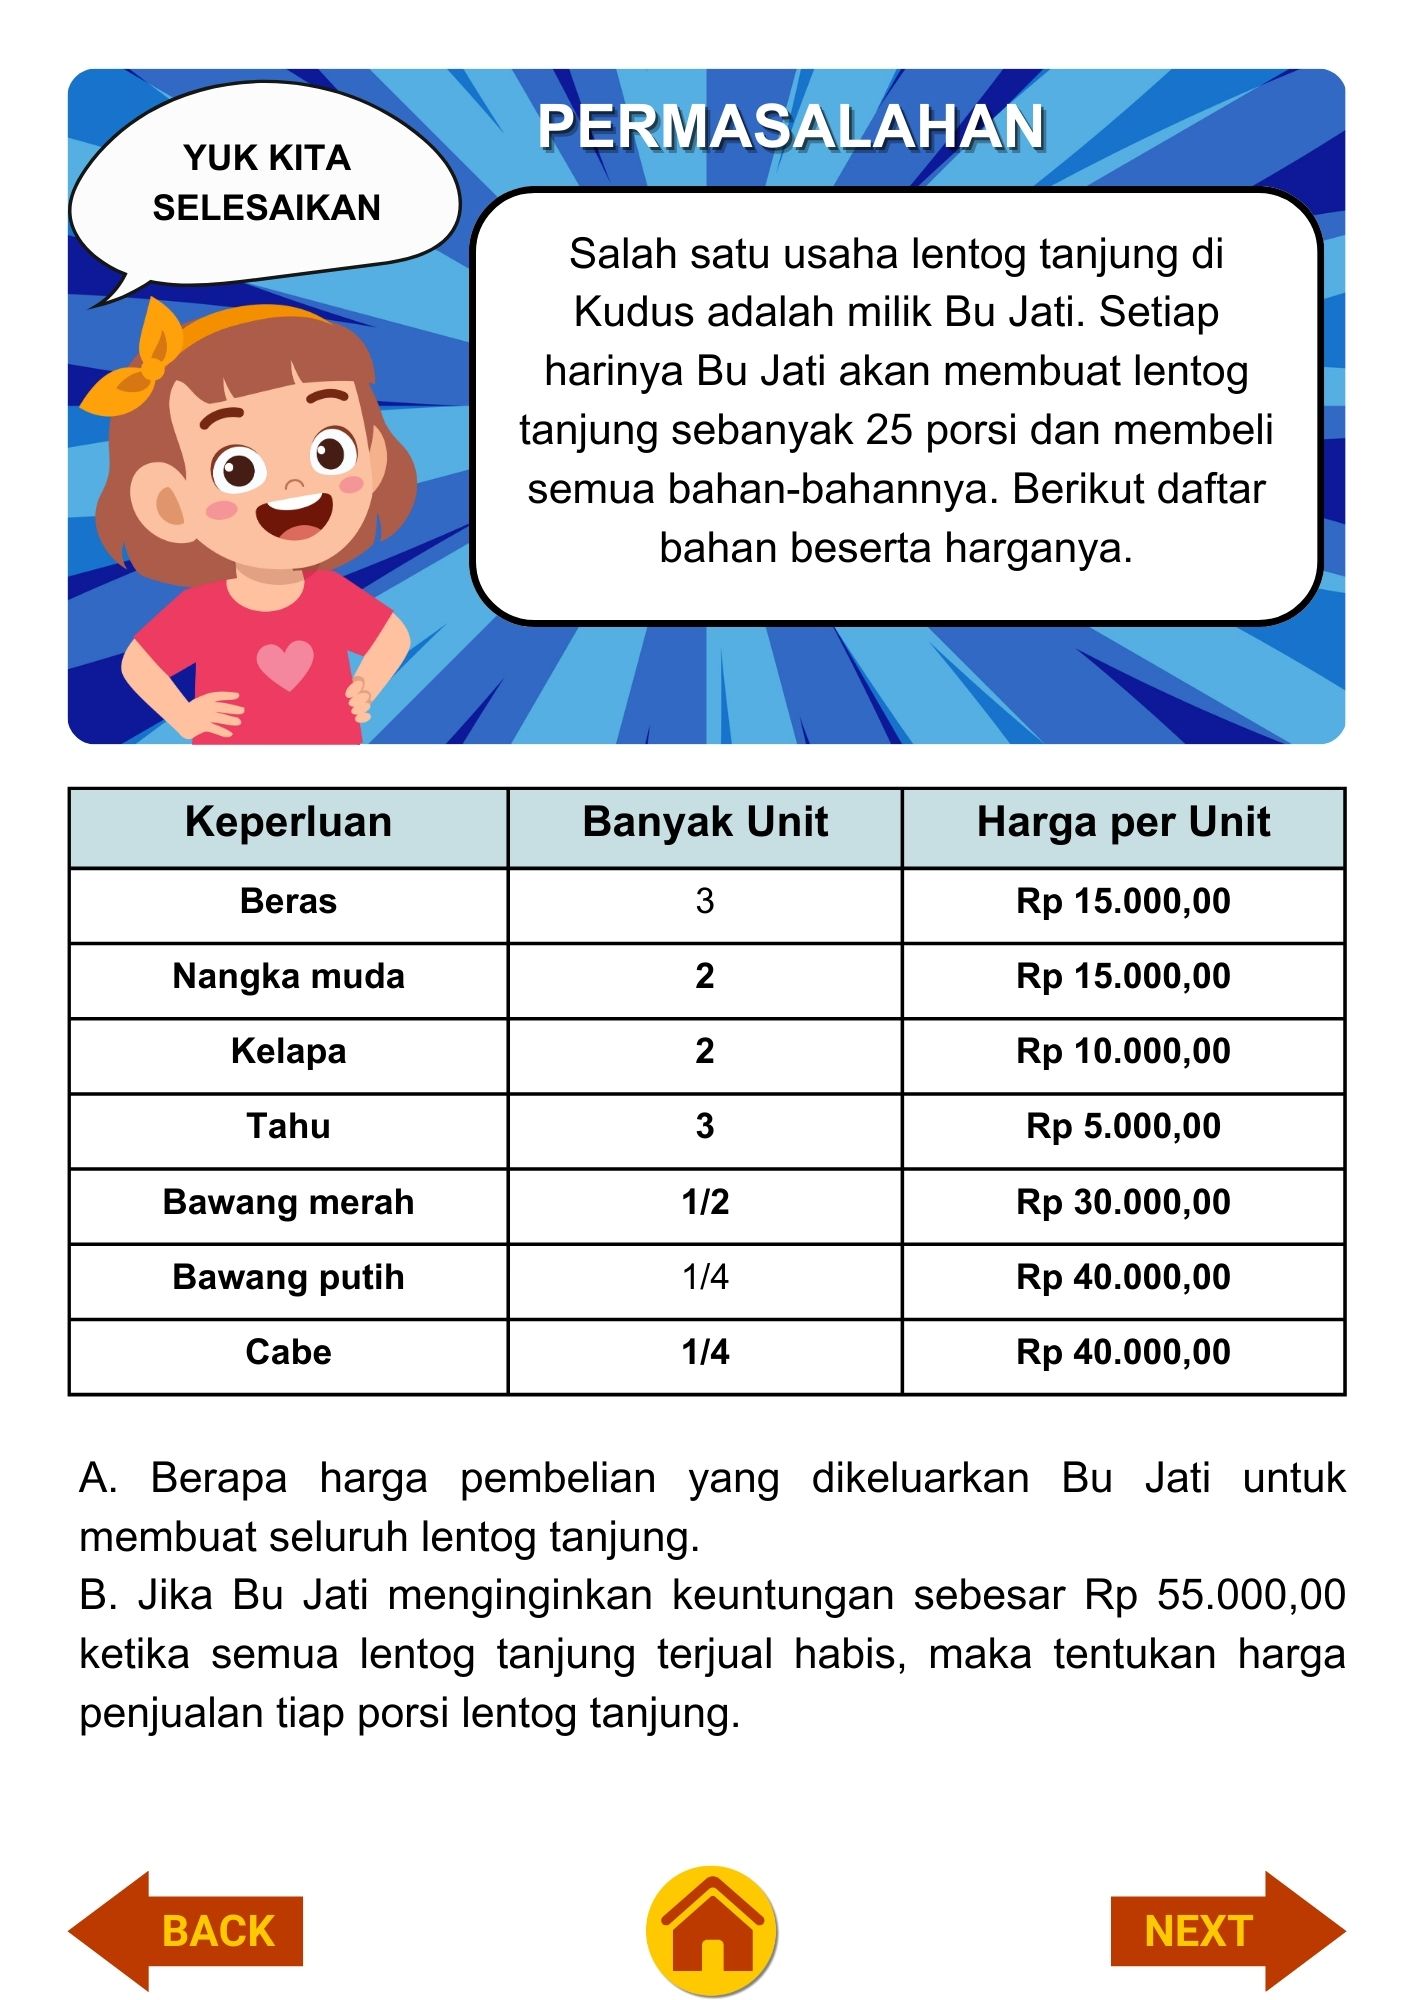 YUK KITA
SELESAIKAN
PERMASALAHAN
Salah satu usaha lentog tanjung di
Kudus adalah milik Bu Jati. Setiap
harinya Bu Jati akan membuat lentog
tanjung sebanyak 25 porsi dan membeli
semua bahan-bahannya. Berikut daftar
bahan beserta harganya.
Keperluan Banyak Unit Harga per Unit
Beras 3 Rp 15.000,00
Nangka muda 2 Rp 15.000,00
Kelapa 2 Rp 10.000,00
Tahu 3 Rp 5.000,00
Bawang merah 1/2 Rp 30.000,00
Bawang putih 1/4 Rp 40.000,00
Cabe 1/4 Rp 40.000,00
A. Berapa harga pembelian yang dikeluarkan Bu Jati untuk
membuat seluruh lentog tanjung.
B. Jika Bu Jati menginginkan keuntungan sebesar Rp 55.000,00
ketika semua lentog tanjung terjual habis, maka tentukan harga
penjualan tiap porsi lentog tanjung.
BACK
NEXT